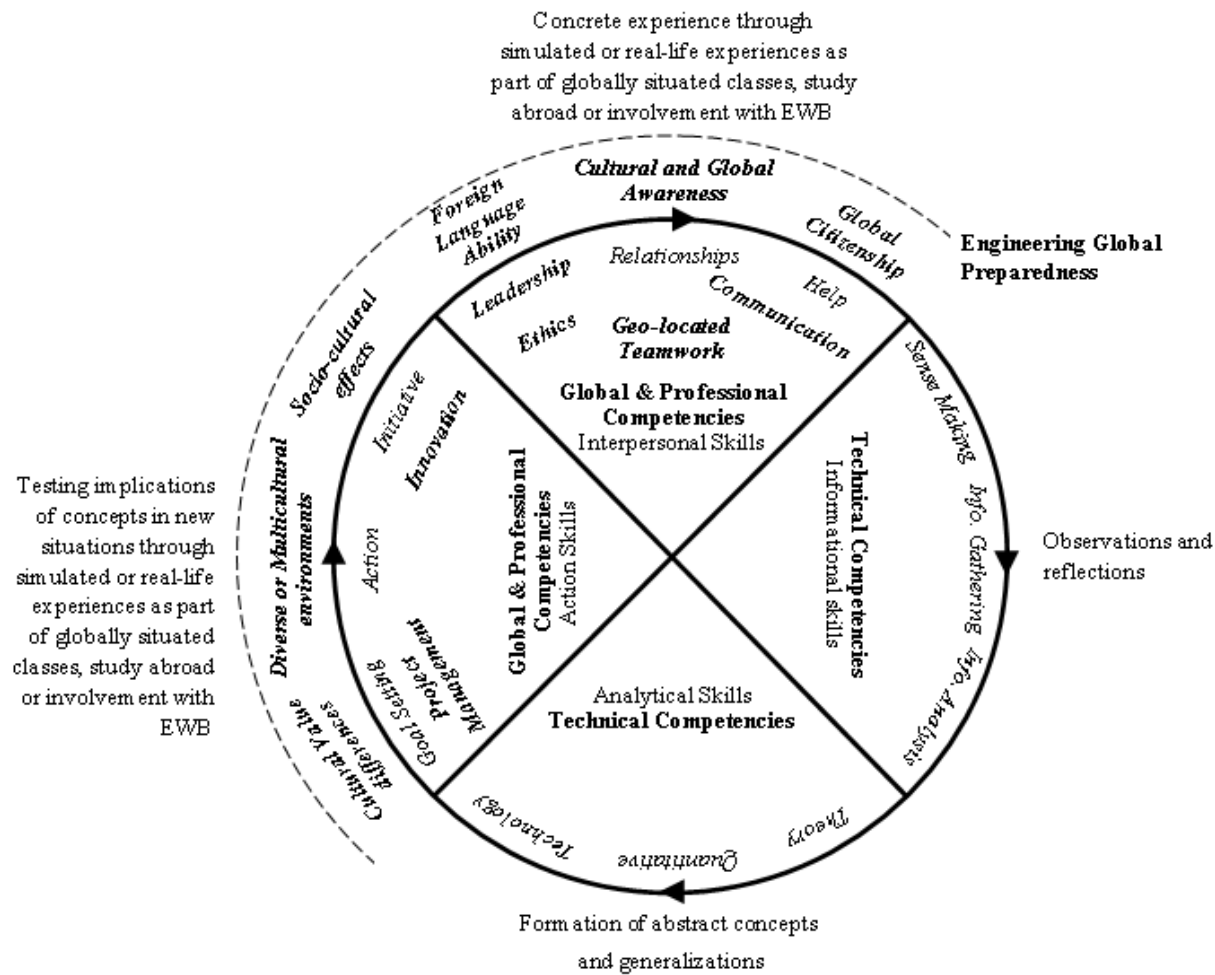 Concrete experience through
simulated or real-life experiences as
part of globally situated classes, study
abroad or involvement with EWB
Cultural and Global
Awareness
Foreign
Language
Ability
Global
Citizenship
Engineering Global
Preparedness
Relationships
Leadership
Help
Communication
Ethics
Geo-located
Teamwork
Global & Professional
Competencies
Interpersonal Skills
Socio-cultural
effects
Initiative
Innovation
Sense Making
Info. Gathering
Info. Analysis
Technical Competencies
Informational skills
Observations and
reflections
Testing implications
of concepts in new
situations through
simulated or real-life
experiences as part
of globally situated
classes, study abroad
or involvement with
EWB
Diverse or Multicultural
environments
Action
Global & Professional
Competencies
Action Skills
Cultural Value
differences
Goal Setting
Project
Management
Analytical Skills
Technical Competencies
Technology
Quantitative
Theory
Formation of abstract concepts
and generalizations